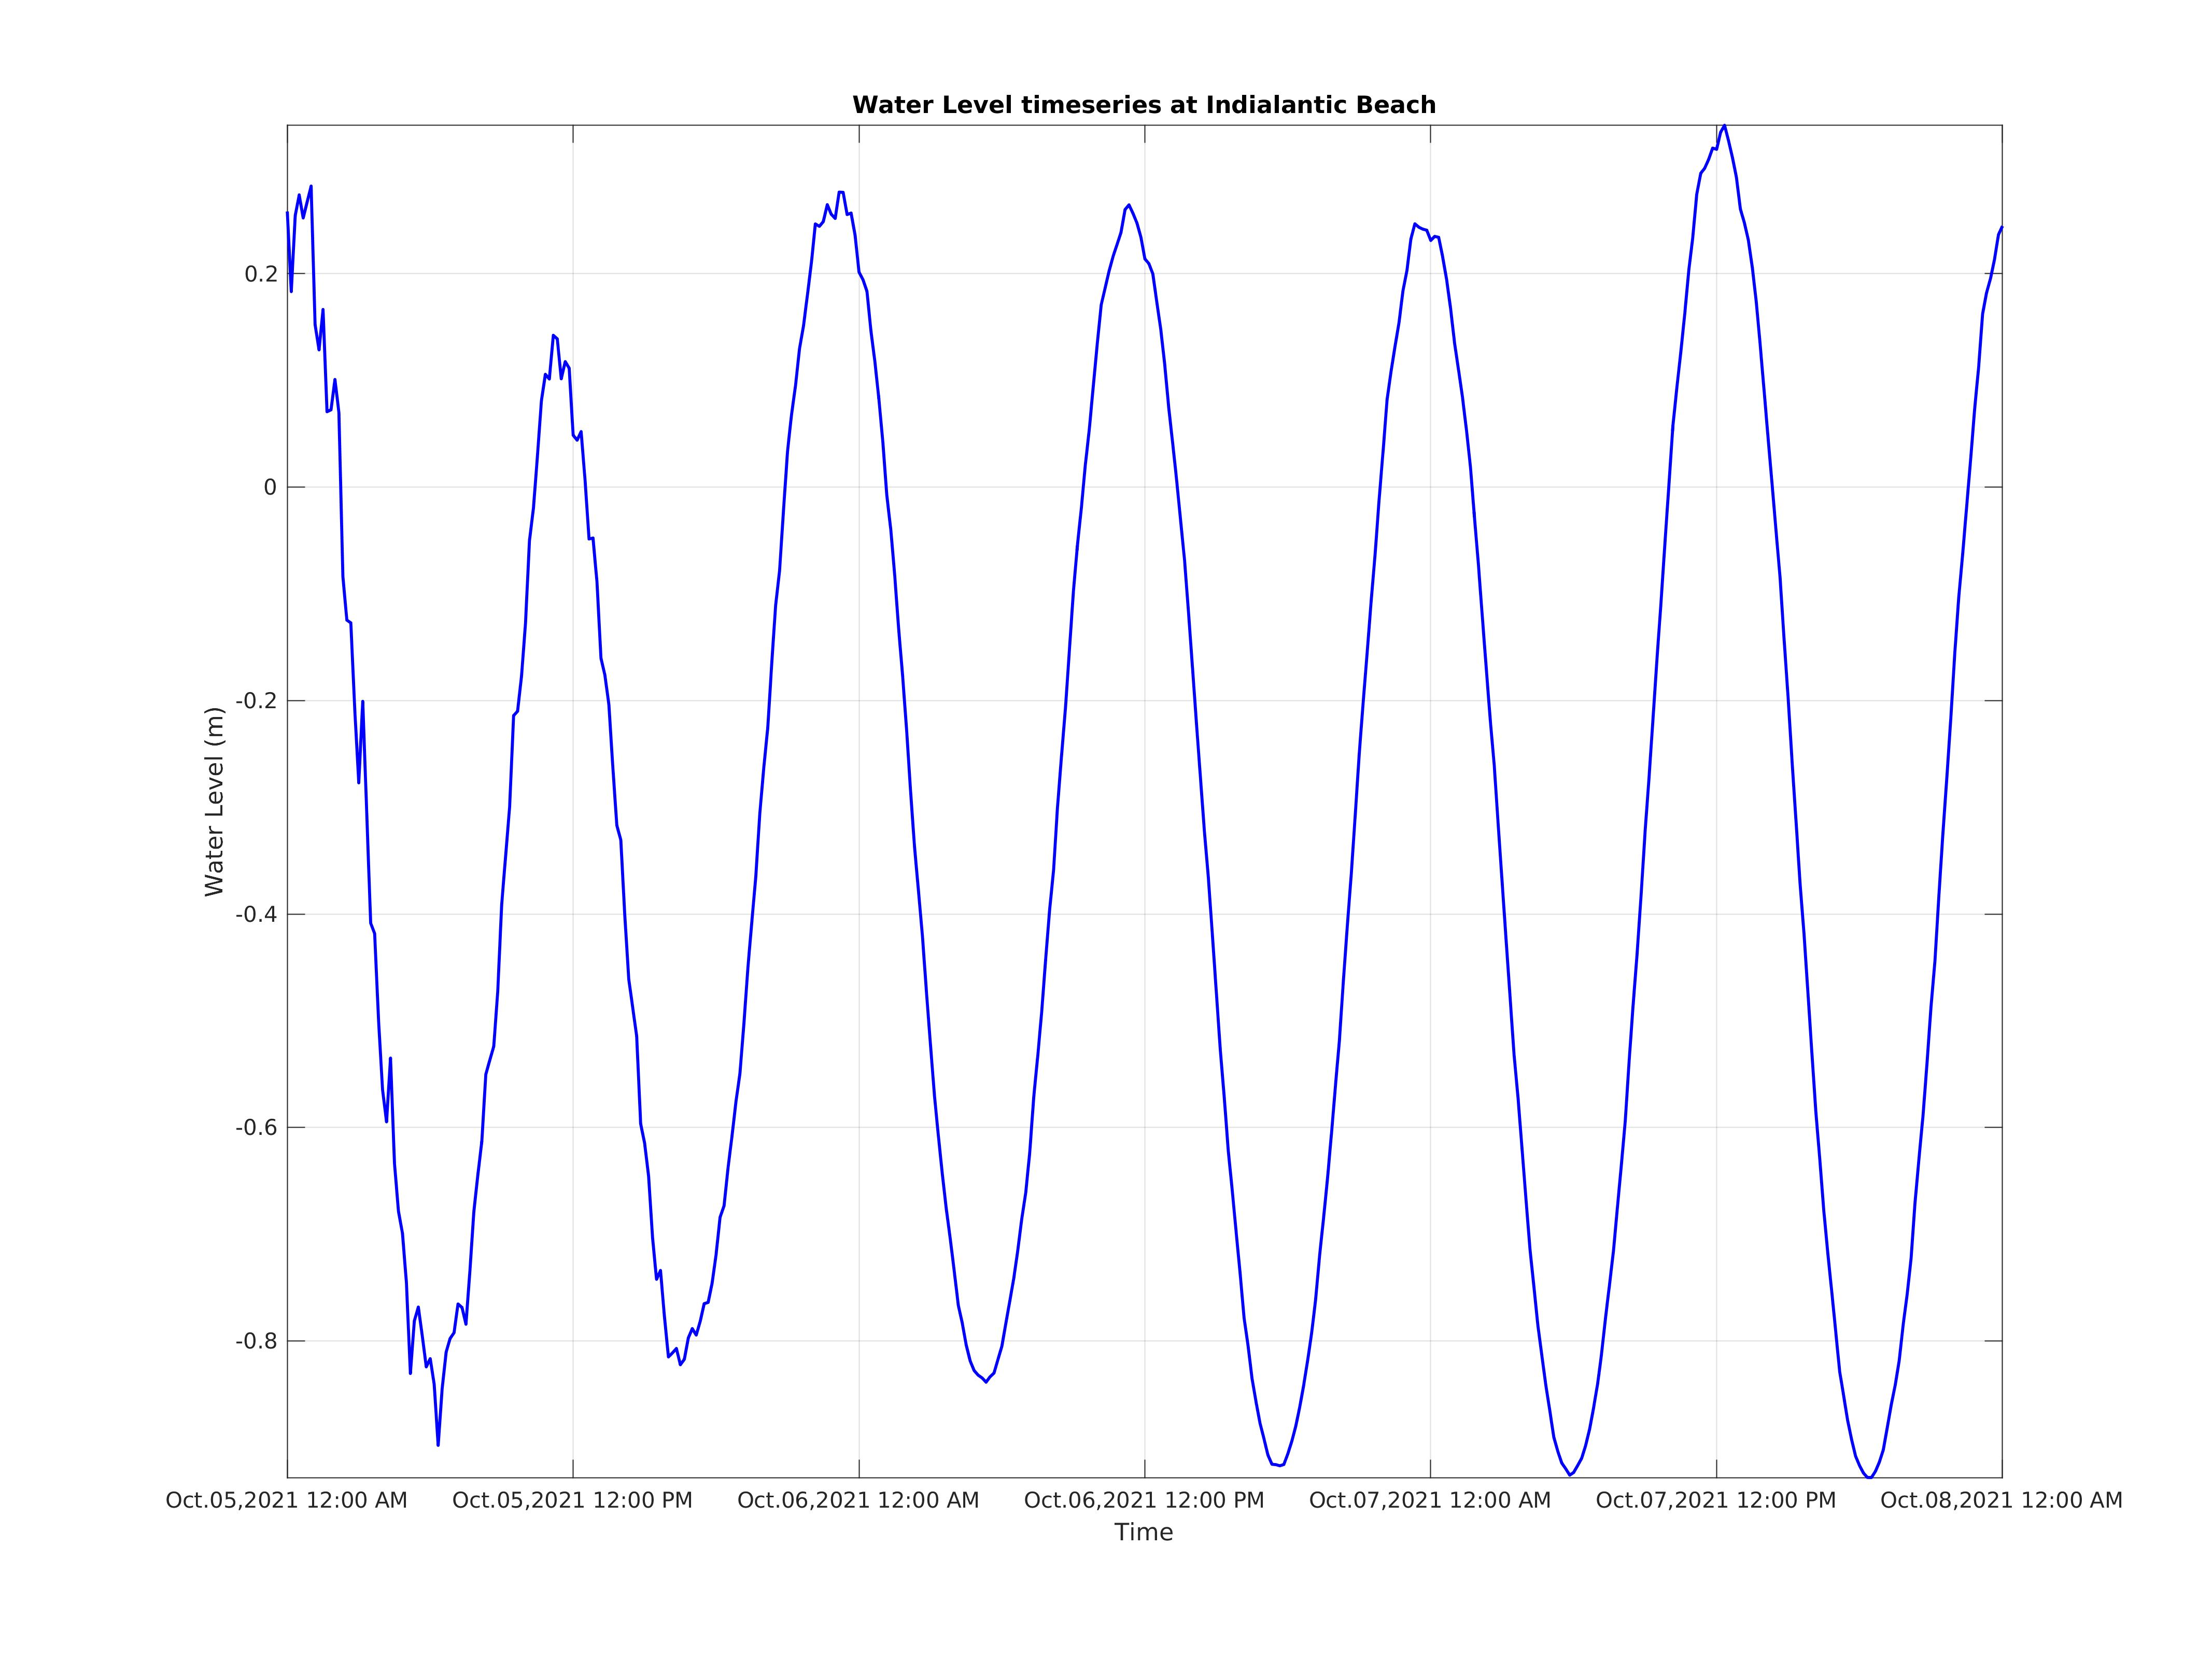 Water Level timeseries at Indialantic Beach
0.2
0
-0.2
-0.4
-0.6
-0.8
Water Level (m)
Oct.05,2021 12:00 AM Oct.05,2021 12:00 PM Oct.06,2021 12:00 AM Oct.06,2021 12:00 PM Oct.07,2021 12:00 AM Oct.07,2021 12:00 PM Oct.08,2021 12:00 AM
Time